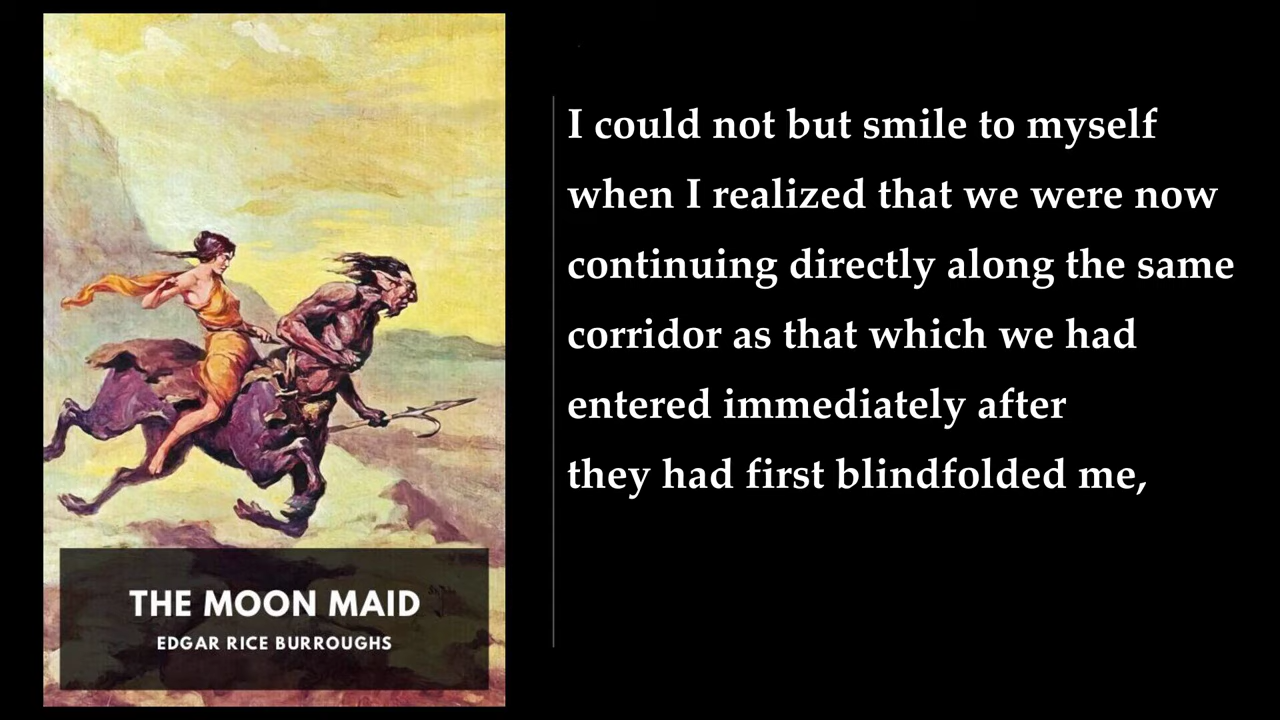 THE MOON MAID
EDGAR RICE BURROUGHS
I could not but smile to myself
when I realized that we were now
continuing directly along the same
corridor as that which we had
entered immediately after
they had first blindfolded me,